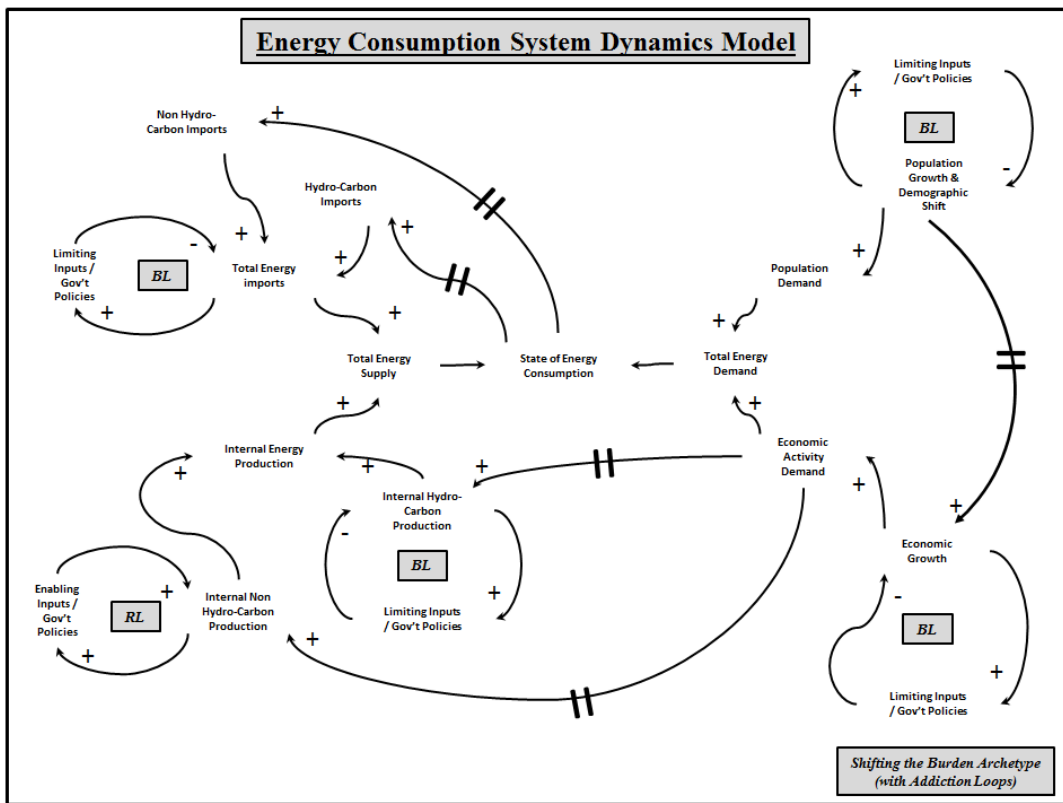 Energy Consumption System Dynamics Model
Limiting Inputs
/ Gov't Policies
+
BL
-
Population
Growth &
Demographic
Shift
Non Hydro-
Carbon Imports
+
Hydro-Carbon
Imports
+
+
+
-
Limiting
Inputs /
Gov't
Policies
BL
+
Total Energy
imports
+
+
Population
Demand
+
Total Energy
Supply
State of Energy
Consumption
Total Energy
Demand
+
+
Internal Energy
Production
+
+
+
Economic
Activity
Demand
+
+
Internal Hydro-
Carbon
Production
-
BL
+
Limiting Inputs
/ Gov't Policies
Economic
Growth
-
BL
+
Limiting Inputs
/ Gov't Policies
Enabling
Inputs /
Gov't
Policies
RL
+
+
Internal Non
Hydro-Carbon
Production
+
Shifting the Burden Archetype
(with Addiction Loops)